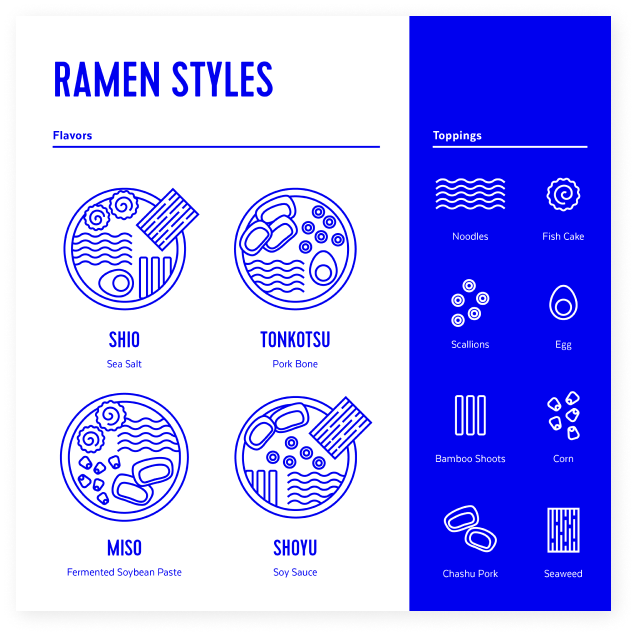 RAMEN STYLES
Flavors
SHIO
Sea Salt
TONKOTSU
Pork Bone
MISO
Fermented Soybean Paste
SHOYU
Soy Sauce
Toppings
Noodles
Fish Cake
Scallions
Egg
Bamboo Shoots
Corn
Chashu Pork
Seaweed